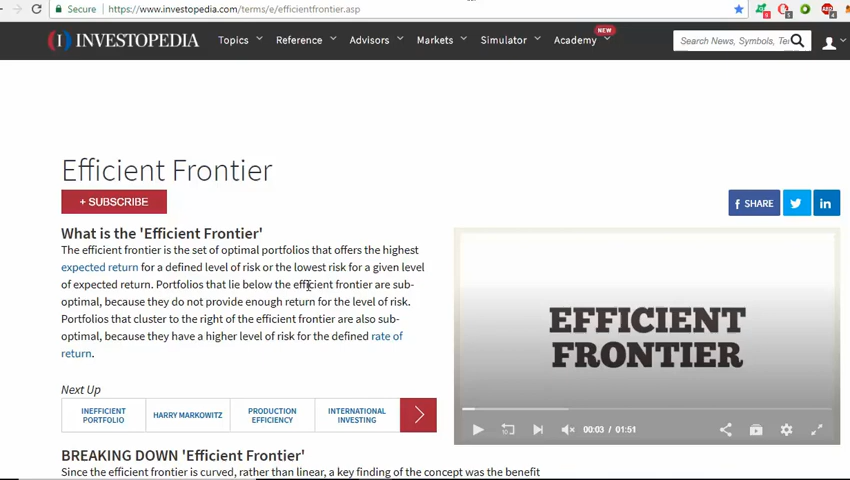 Secure https://www.investopedia.com/terms/e/efficientfrontier.asp
INVESTOPEDIA Topics Reference Advisors Markets Simulator Academy NEW
Search News, Symbols,
Efficient Frontier
+ SUBSCRIBE
SHARE
What is the 'Efficient Frontier'
The efficient frontier is the set of optimal portfolios that offers the highest
expected return for a defined level of risk or the lowest risk for a given level
of expected return. Portfolios that lie below the efficient frontier are sub-
optimal, because they do not provide enough return for the level of risk.
Portfolios that cluster to the right of the efficient frontier are also sub-
optimal, because they have a higher level of risk for the defined rate of
return.
EFFICIENT
FRONTIER
00:03 / 01:51
Next Up
INEFFICIENT
PORTFOLIO
HARRY MARKOWITZ
PRODUCTION
EFFICIENCY
INTERNATIONAL
INVESTING
BREAKING DOWN 'Efficient Frontier'
Since the efficient frontier is curved, rather than linear, a key finding of the concept was the benefit